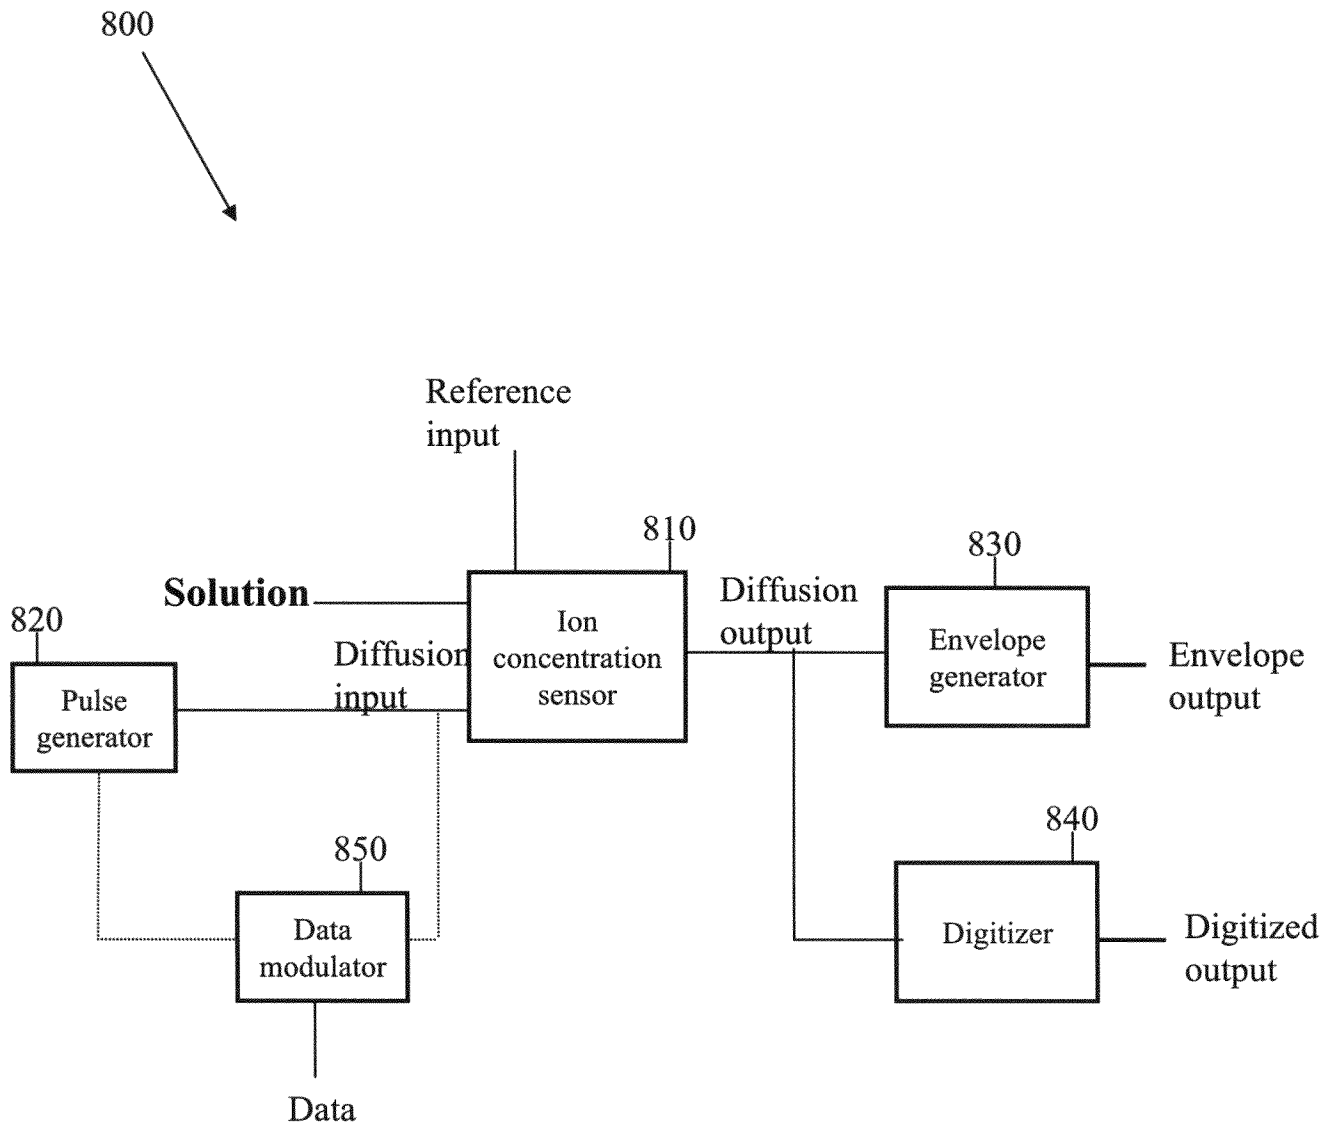 800
Reference
input
810
830
Solution
Diffusion
output
820
Ion
concentration
sensor
Envelope
generator
Envelope
output
Diffusion
input
Pulse
generator
840
850
Data
modulator
Digitizer
Digitized
output
Data